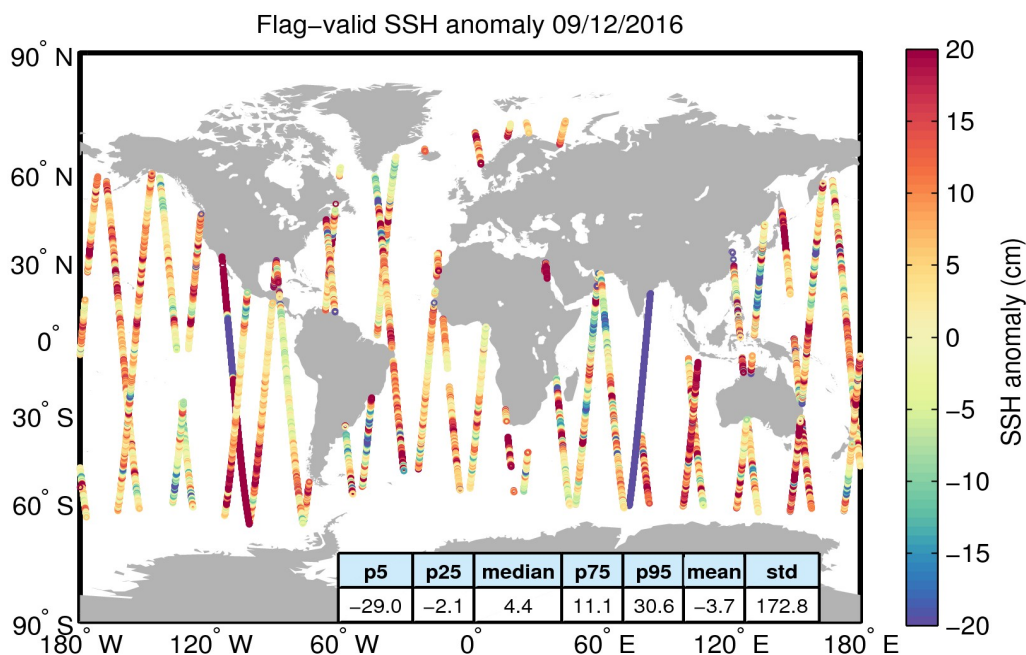 Flag−valid SSH anomaly 09/12/2016
90° N
60° N
30° N
0°
30° S
60° S
90° S
180° W
120° W
60° W
0°
60° E
120° E
180° E
p5 p25 median p75 p95 mean std
−29.0 −2.1 4.4 11.1 30.6 −3.7 172.8
20
15
10
5
0
−5
−10
−15
−20
SSH anomaly (cm)